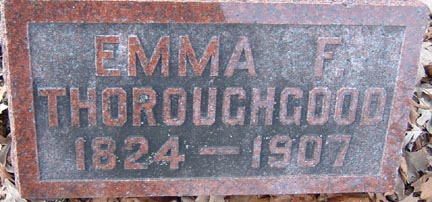 EMMA F.
THOROUGHGOOD
1824 — 1907